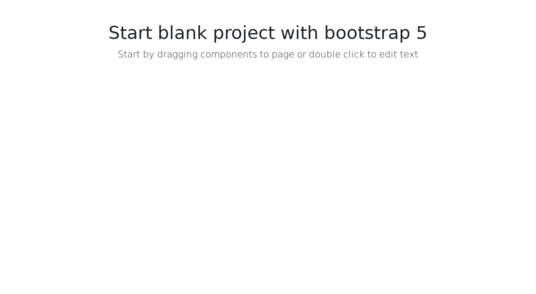 Start blank project with bootstrap 5
Start by dragging components to page or double click to edit text